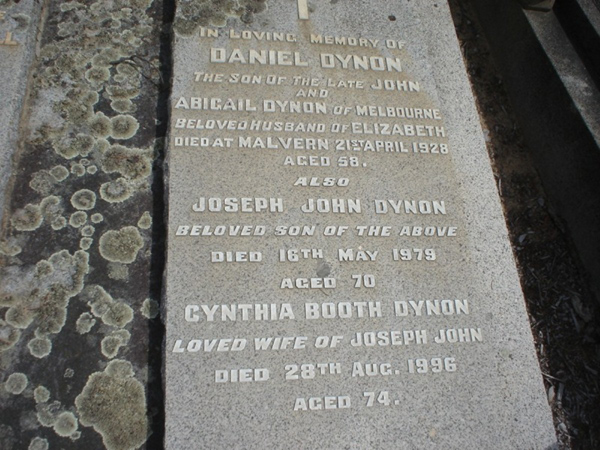 IN LOVING MEMORY OF
DANIEL DYNON
THE SON OF THE LATE JOHN
AND
ABIGAIL DYNON OF MELBOURNE
BELOVED HUSBAND OF ELIZABETH
DIED AT MALVERN 21ST APRIL 1928
AGED 58.
ALSO
JOSEPH JOHN DYNON
BELOVED SON OF THE ABOVE
DIED 16TH MAY 1979
AGED 70
CYNTHIA BOOTH DYNON
LOVED WIFE OF JOSEPH JOHN
DIED 28TH AUG. 1996
AGED 74.